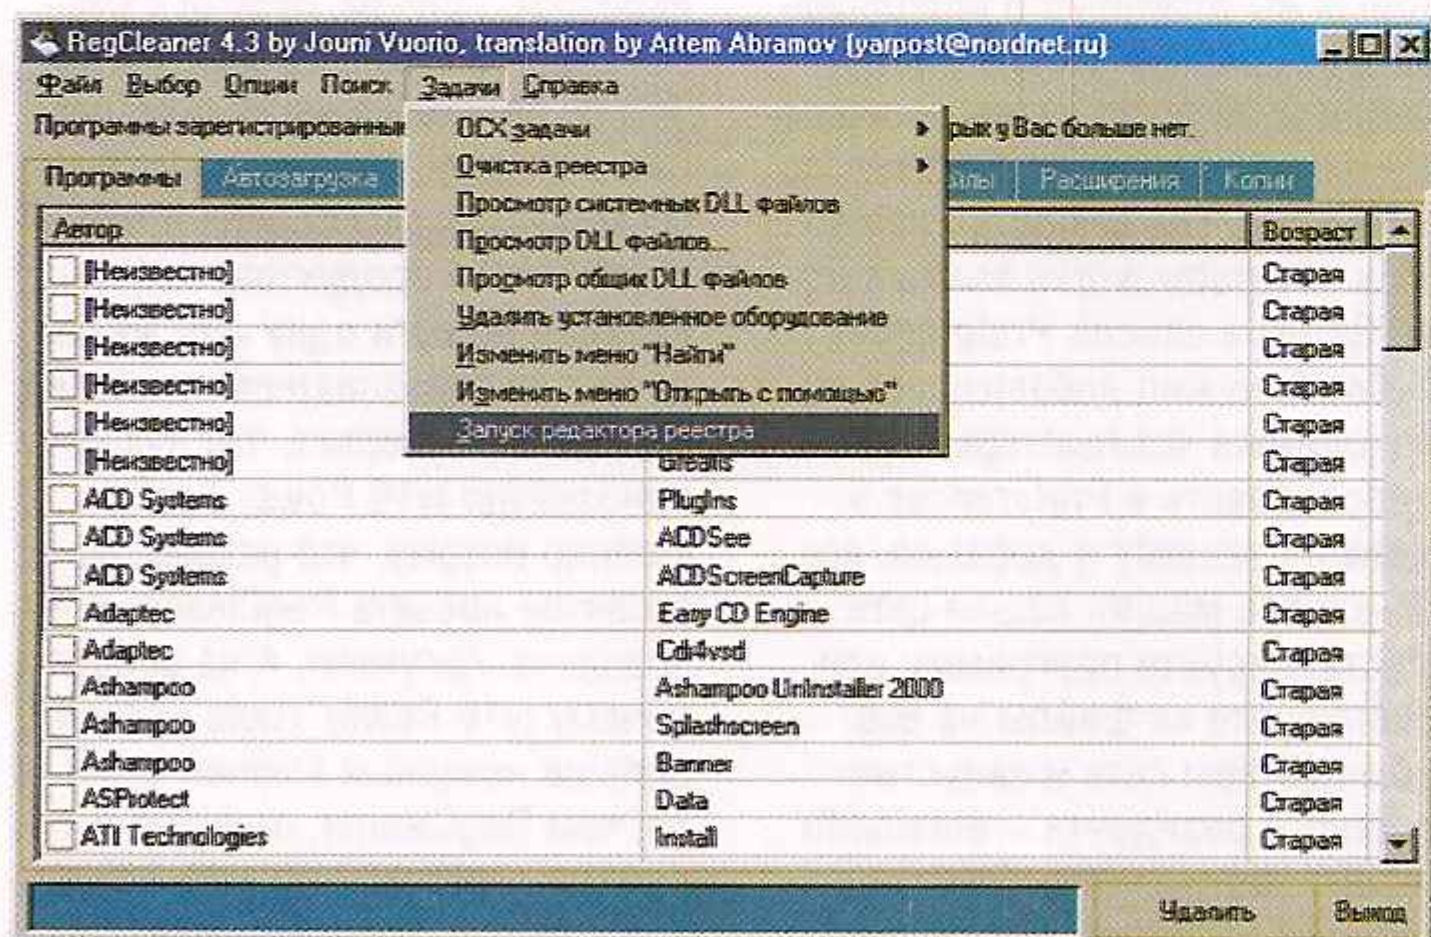 RegCleaner 4.3 by Jouni Vuorio, translation by Artem Abramov (yarpost@nordnet.ru)
Файл Выбор Опции Поиск Задачи Справка
Программы зарегистрированные у Вас больше нет.
Программы Автозагрузка Расширения Копии
OCX задачи
Очистка реестра
Просмотр системных DLL файлов
Просмотр DLL файлов...
Просмотр общих DLL файлов
Удалить установленное оборудование
Изменить меню "Найти"
Изменить меню "Открыть с помощью"
Запуск редактора реестра
Автор Возраст
[Неизвестно] Старая
[Неизвестно] Старая
[Неизвестно] Старая
[Неизвестно] Старая
[Неизвестно] Старая
[Неизвестно] Greatis Старая
ACD Systems PlugIns Старая
ACD Systems ACDSee Старая
ACD Systems ACDScreenCapture Старая
Adaptec Easy CD Engine Старая
Adaptec Cdr4vsd Старая
Ashampoo Ashampoo UnInstaller 2000 Старая
Ashampoo Splashscreen Старая
Ashampoo Banner Старая
ASProtect Data Старая
ATI Technologies Install Старая
Удалить Выход